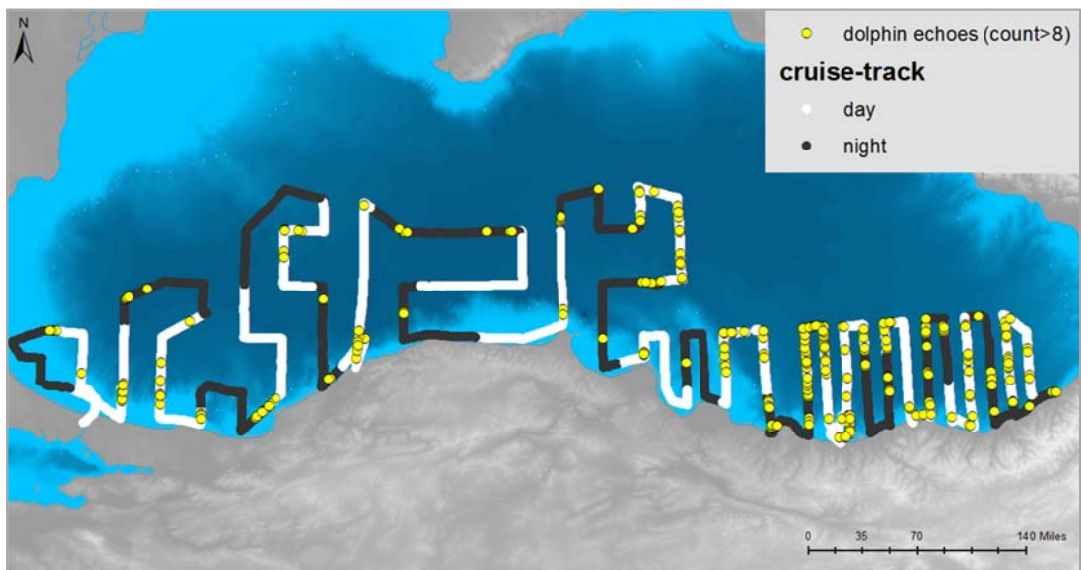 N
dolphin echoes (count>8)
cruise-track
day
night
0 35 70 140 Miles